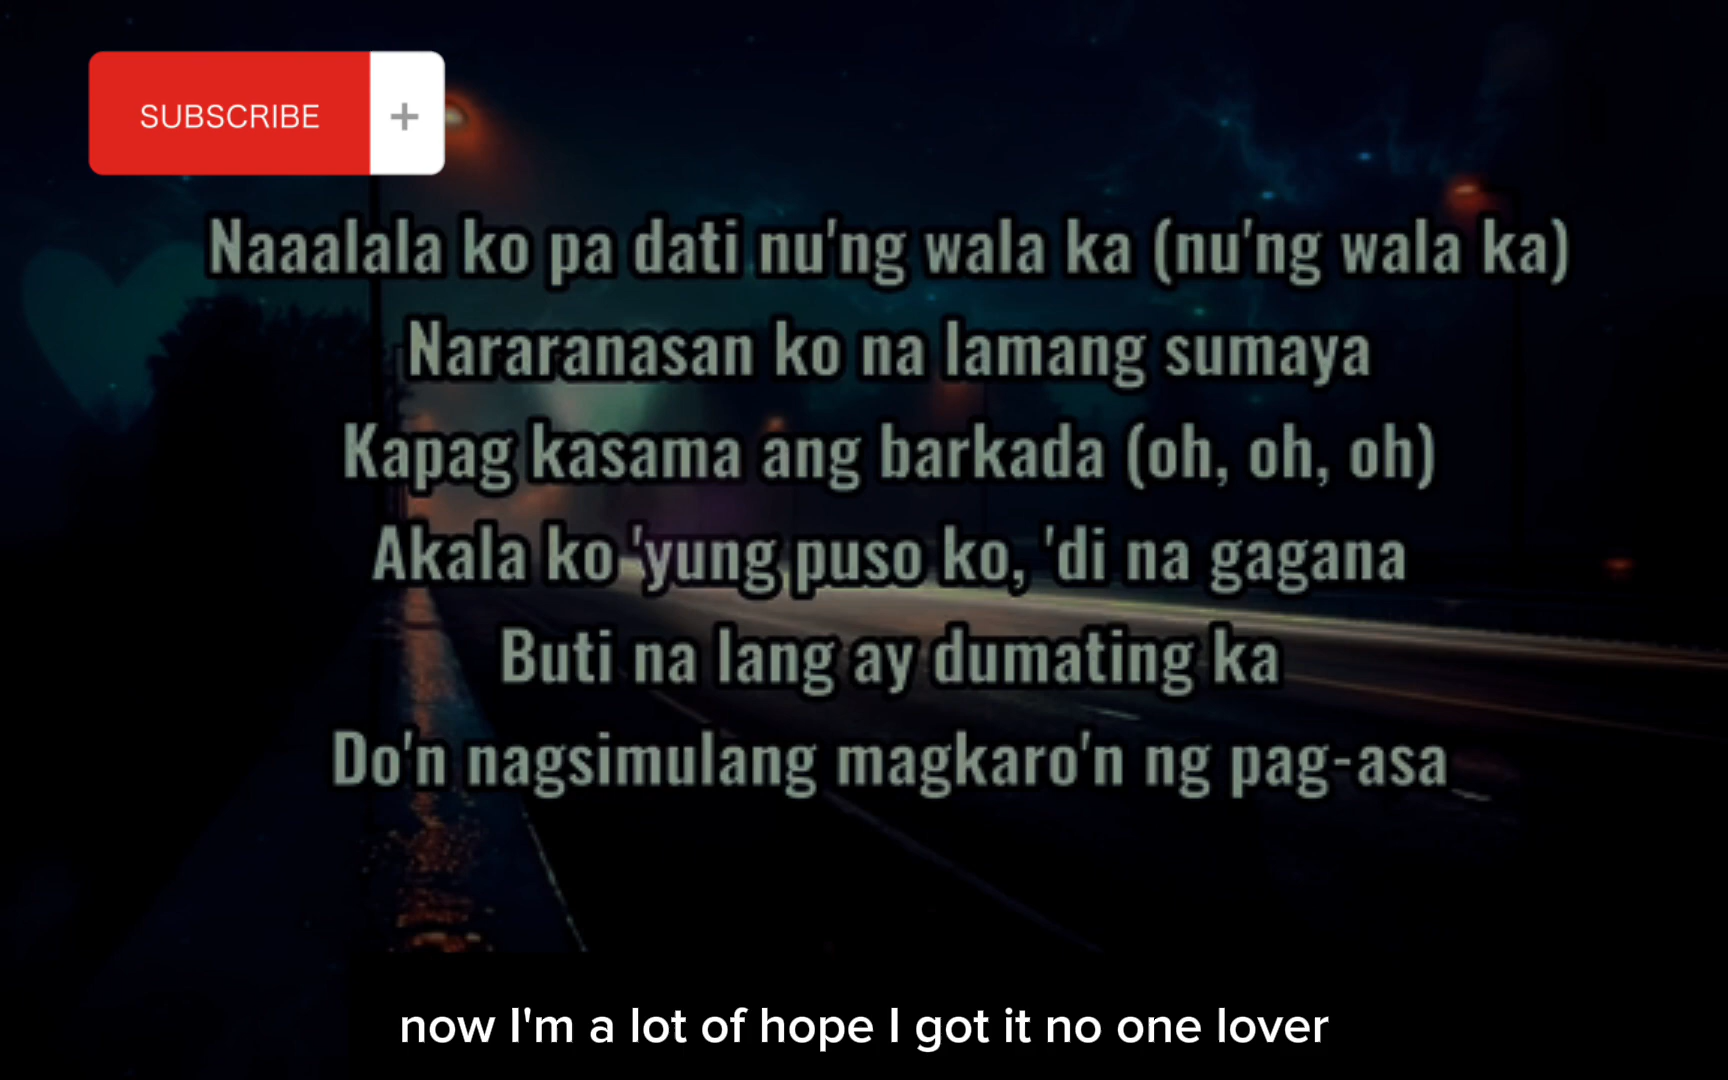 SUBSCRIBE +
Naaalala ko pa dati nu'ng wala ka (nu'ng wala ka)
Nararanasan ko na lamang sumaya
Kapag kasama ang barkada (oh, oh, oh)
Akala ko 'yung puso ko, 'di na gagana
Buti na lang ay dumating ka
Do'n nagsimulang magkaro'n ng pag-asa
now I'm a lot of hope I got it no one lover